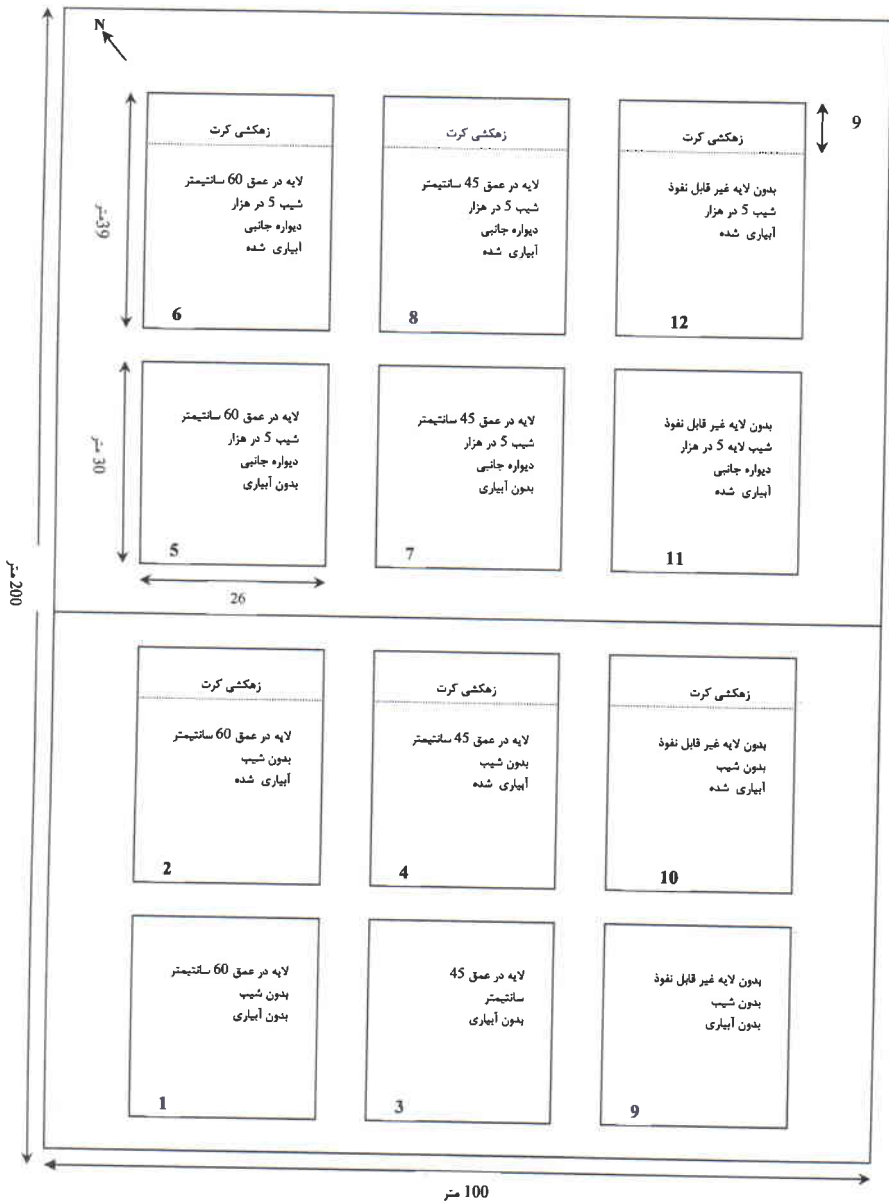 N
زهکشی کرت
لایه در عمق 60 سانتیمتر
شیب 5 در هزار
دیواره جانبی
آبیاری شده
6
زهکشی کرت
لایه در عمق 45 سانتیمتر
شیب 5 در هزار
دیواره جانبی
آبیاری شده
8
زهکشی کرت
بدون لایه غیر قابل نفوذ
شیب 5 در هزار
آبیاری شده
12
9
39متر
لایه در عمق 60 سانتیمتر
شیب 5 در هزار
دیواره جانبی
بدون آبیاری
5
لایه در عمق 45 سانتیمتر
شیب 5 در هزار
دیواره جانبی
بدون آبیاری
7
بدون لایه غیر قابل نفوذ
شیب لایه 5 در هزار
دیواره جانبی
آبیاری شده
11
30 متر
26
200 متر
زهکشی کرت
لایه در عمق 60 سانتیمتر
بدون شیب
آبیاری شده
2
زهکشی کرت
لایه در عمق 45 سانتیمتر
بدون شیب
آبیاری شده
4
زهکشی کرت
بدون لایه غیر قابل نفوذ
بدون شیب
آبیاری شده
10
لایه در عمق 60 سانتیمتر
بدون شیب
بدون آبیاری
1
لایه در عمق 45
سانتیمتر
بدون آبیاری
3
بدون لایه غیر قابل نفوذ
بدون شیب
بدون آبیاری
9
100 متر